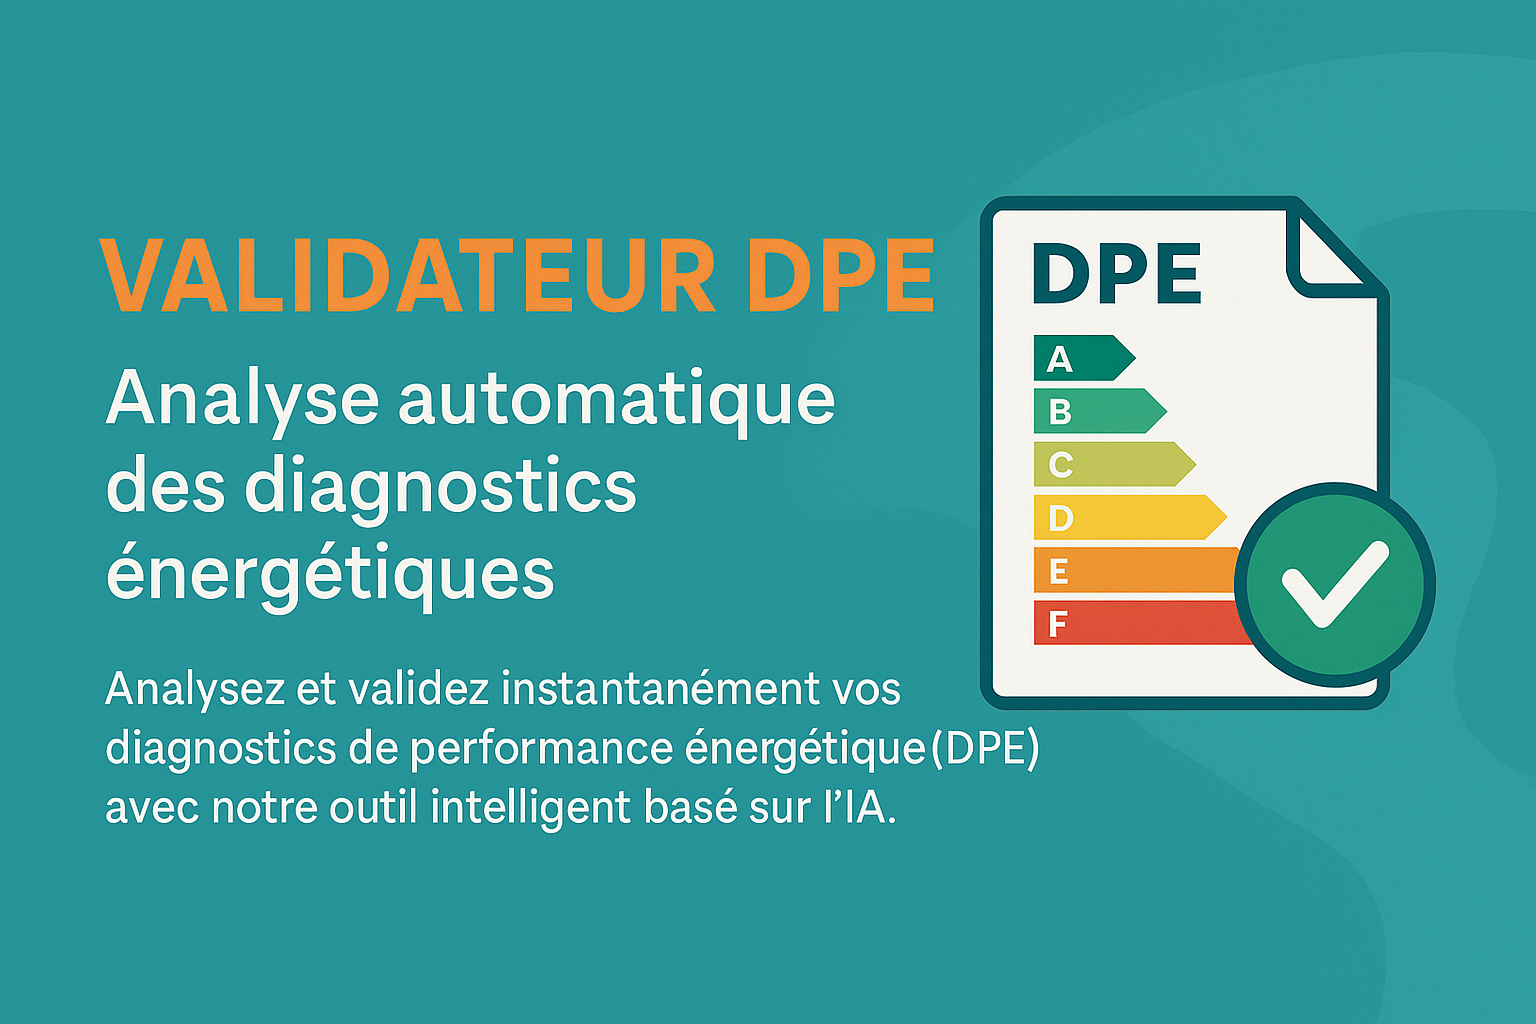 VALIDATEUR DPE
Analyse automatique
des diagnostics
énergétiques
Analysez et validez instantanément vos
diagnostics de performance énergétique (DPE)
avec notre outil intelligent basé sur l'IA.
DPE
A
B
C
D
E
F